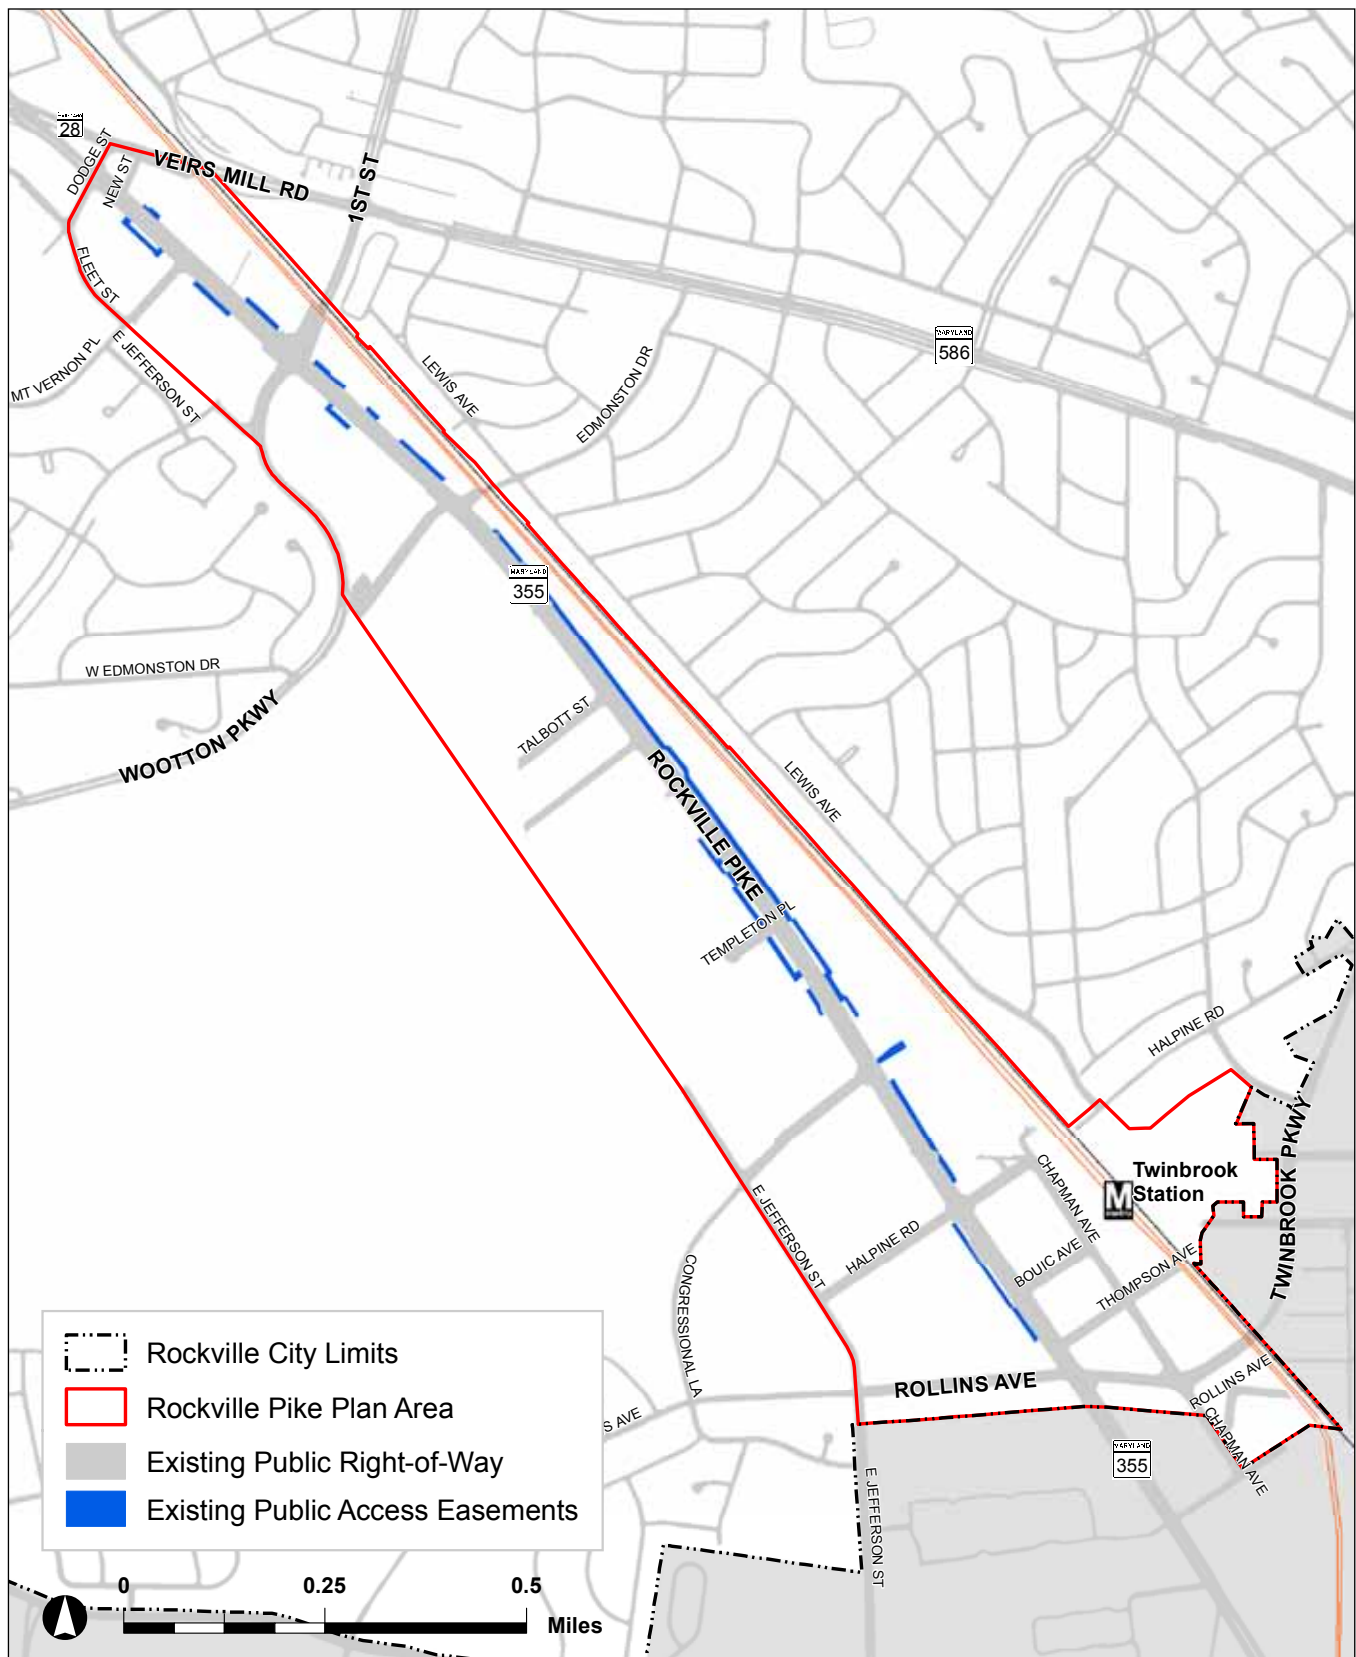 28
DODGE ST
NEW ST
VEIRS MILL RD
1ST ST
FLEET ST
MT VERNON PL
E JEFFERSON ST
LEWIS AVE
EDMONSTON DR
MARYLAND
586
MARYLAND
355
W EDMONSTON DR
WOOTTON PKWY
TALBOTT ST
ROCKVILLE PIKE
LEWIS AVE
TEMPLETON PL
HALPINE RD
TWINBROOK PKWY
Twinbrook
Station
M
CHAPMAN AVE
E JEFFERSON ST
HALPINE RD
BOUIC AVE
THOMPSON AVE
CONGRESSIONAL LA
ROLLINS AVE
ROLLINS AVE
S AVE
CHAPMAN AVE
MARYLAND
355
E JEFFERSON ST
Rockville City Limits
Rockville Pike Plan Area
Existing Public Right-of-Way
Existing Public Access Easements
0 0.25 0.5
Miles